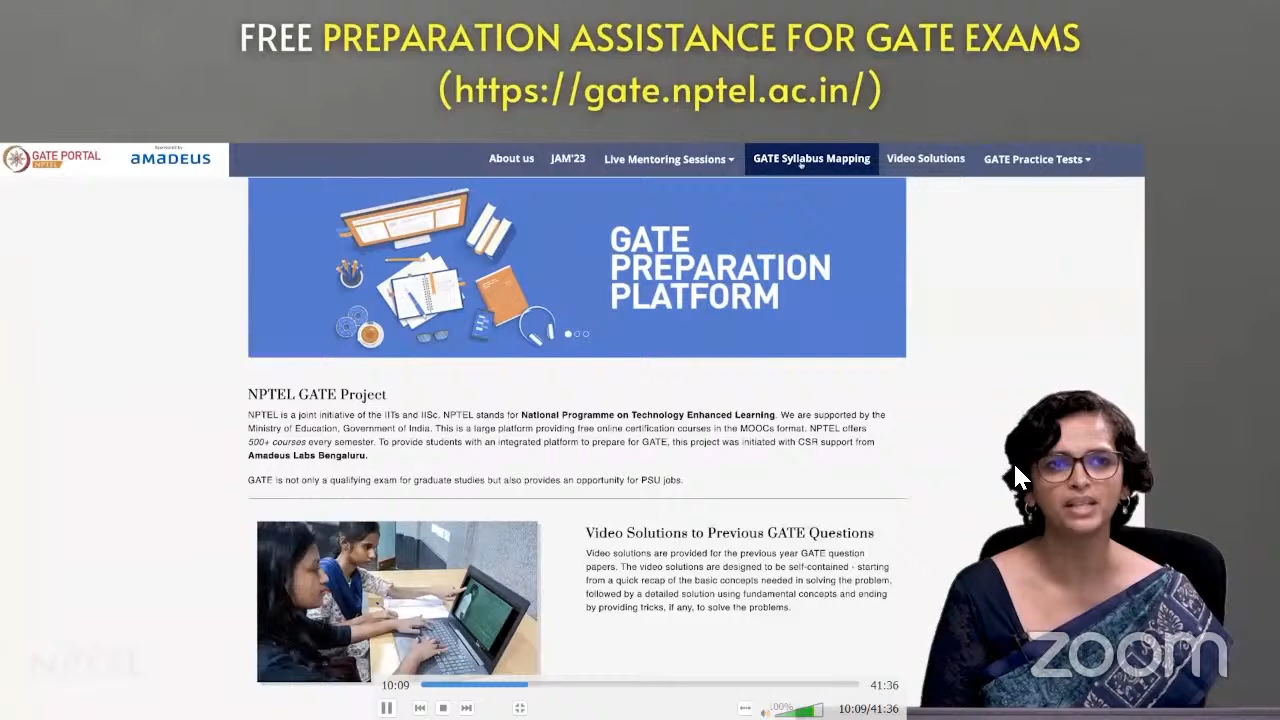 FREE PREPARATION ASSISTANCE FOR GATE EXAMS
(https://gate.nptel.ac.in/)
GATE PORTAL
NPTEL
Sponsored by
amadeus
About us JAM'23 Live Mentoring Sessions GATE Syllabus Mapping Video Solutions GATE Practice Tests
GATE
PREPARATION
PLATFORM
NPTEL GATE Project
NPTEL is a joint initiative of the IITs and IISc. NPTEL stands for National Programme on Technology Enhanced Learning. We are supported by the
Ministry of Education, Government of India. This is a large platform providing free online certification courses in the MOOCs format. NPTEL offers
500+ courses every semester. To provide students with an integrated platform to prepare for GATE, this project was initiated with CSR support from
Amadeus Labs Bengaluru.
GATE is not only a qualifying exam for graduate studies but also provides an opportunity for PSU jobs.
Video Solutions to Previous GATE Questions
Video solutions are provided for the previous year GATE question
papers. The video solutions are designed to be self-contained - starting
from a quick recap of the basic concepts needed in solving the problem,
followed by a detailed solution using fundamental concepts and ending
by providing tricks, if any, to solve the problems.
NPTEL
zoom
10:09 41:36
100% 10:09/41:36